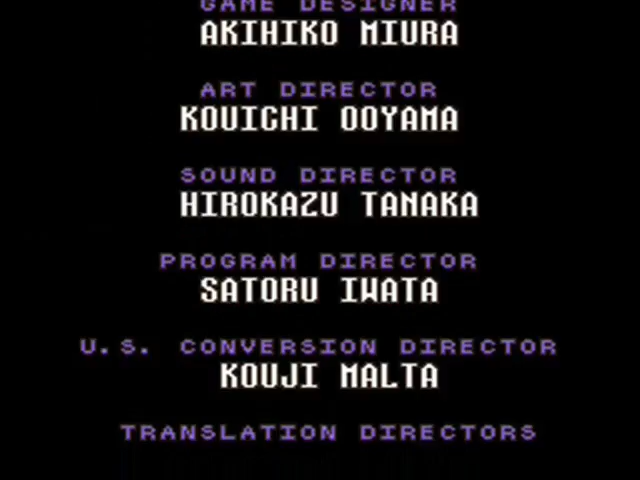 GAME DESIGNER
AKIHIKO MIURA
ART DIRECTOR
KOUICHI OOYAMA
SOUND DIRECTOR
HIROKAZU TANAKA
PROGRAM DIRECTOR
SATORU IWATA
U.S. CONVERSION DIRECTOR
KOUJI MALTA
TRANSLATION DIRECTORS